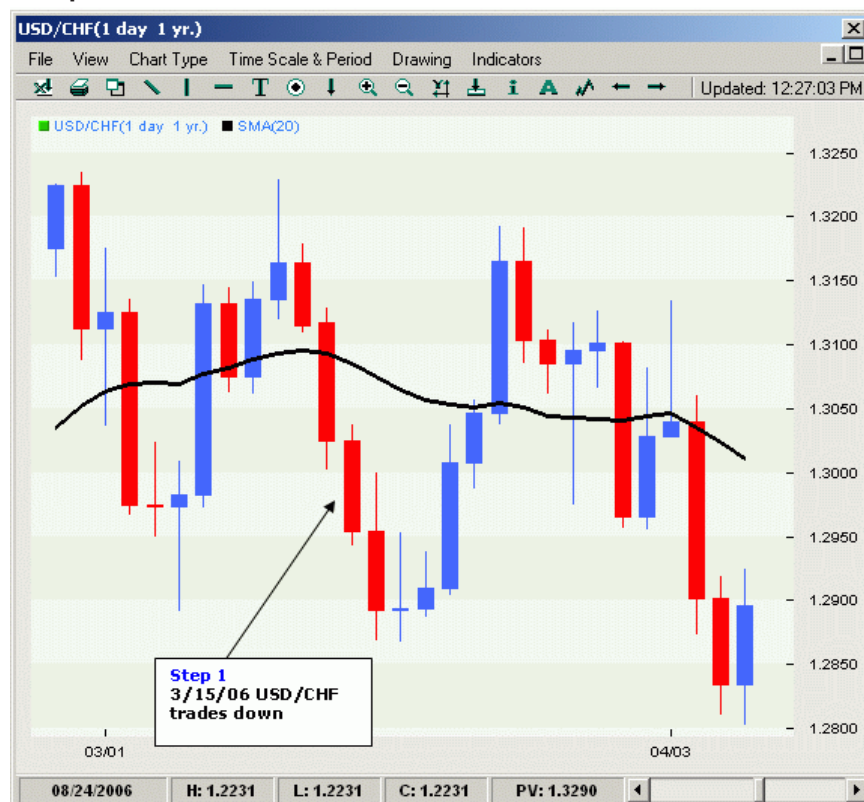 USD/CHF(1 day 1 yr.)
File View Chart Type Time Scale & Period Drawing Indicators
T i A Updated: 12:27:03 PM
USD/CHF(1 day 1 yr.) SMA(20)
1.3250
1.3200
1.3150
1.3100
1.3050
1.3000
1.2950
1.2900
1.2850
1.2800
Step 1
3/15/06 USD/CHF
trades down
03/01 04/03
08/24/2006 H: 1.2231 L: 1.2231 C: 1.2231 PV: 1.3290